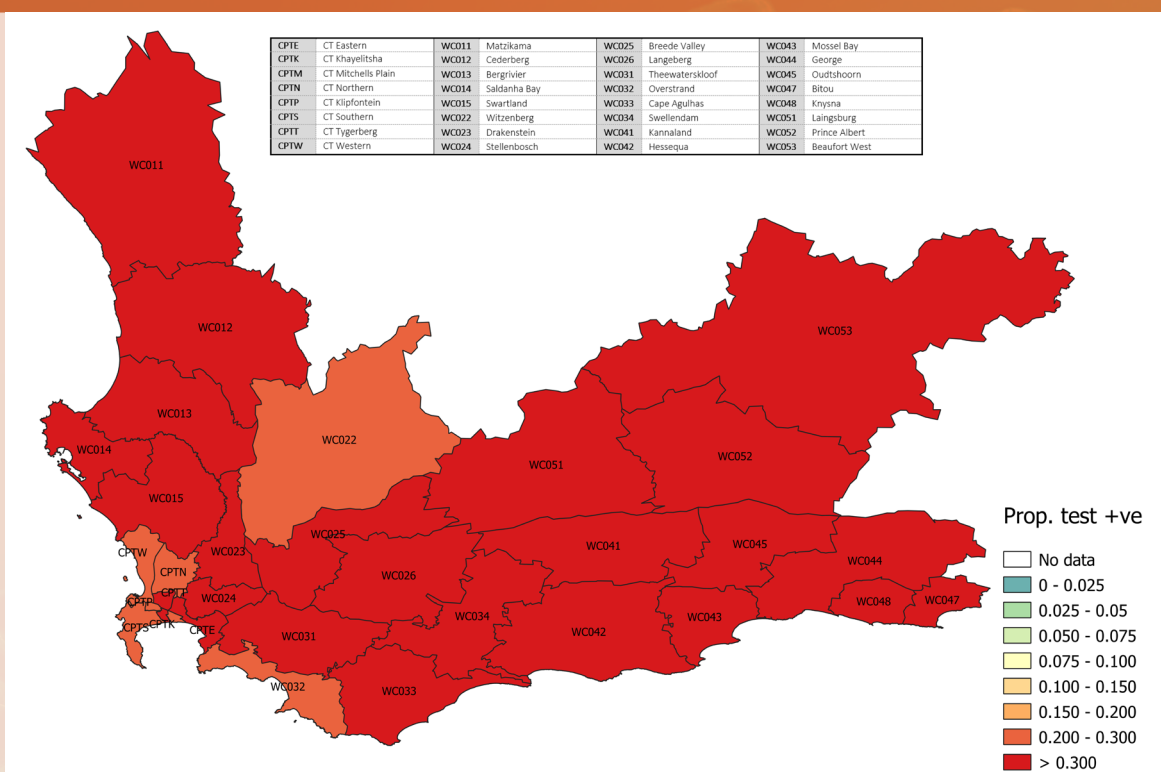 CPTE CT Eastern WC011 Matzikama WC025 Breede Valley WC043 Mossel Bay
CPTK CT Khayelitsha WC012 Cederberg WC026 Langeberg WC044 George
CPTM CT Mitchells Plain WC013 Bergrivier WC031 Theewaterskloof WC045 Oudtshoorn
CPTN CT Northern WC014 Saldanha Bay WC032 Overstrand WC047 Bitou
CPTP CT Klipfontein WC015 Swartland WC033 Cape Agulhas WC048 Knysna
CPTS CT Southern WC022 Witzenberg WC034 Swellendam WC051 Laingsburg
CPTT CT Tygerberg WC023 Drakenstein WC041 Kannaland WC052 Prince Albert
CPTW CT Western WC024 Stellenbosch WC042 Hessequa WC053 Beaufort West
WC011
WC012
WC053
WC013
WC022
WC014
WC052
WC051
WC015
WC025
WC041
WC045
CPTW
WC023
WC044
CPTN
WC026
CPTT
WC024
WC048
WC047
CPTP
WC034
WC043
CPTS
CPTK
CPTE
WC031
WC042
WC032
WC033
Prop. test +ve
No data
0 - 0.025
0.025 - 0.05
0.050 - 0.075
0.075 - 0.100
0.100 - 0.150
0.150 - 0.200
0.200 - 0.300
> 0.300